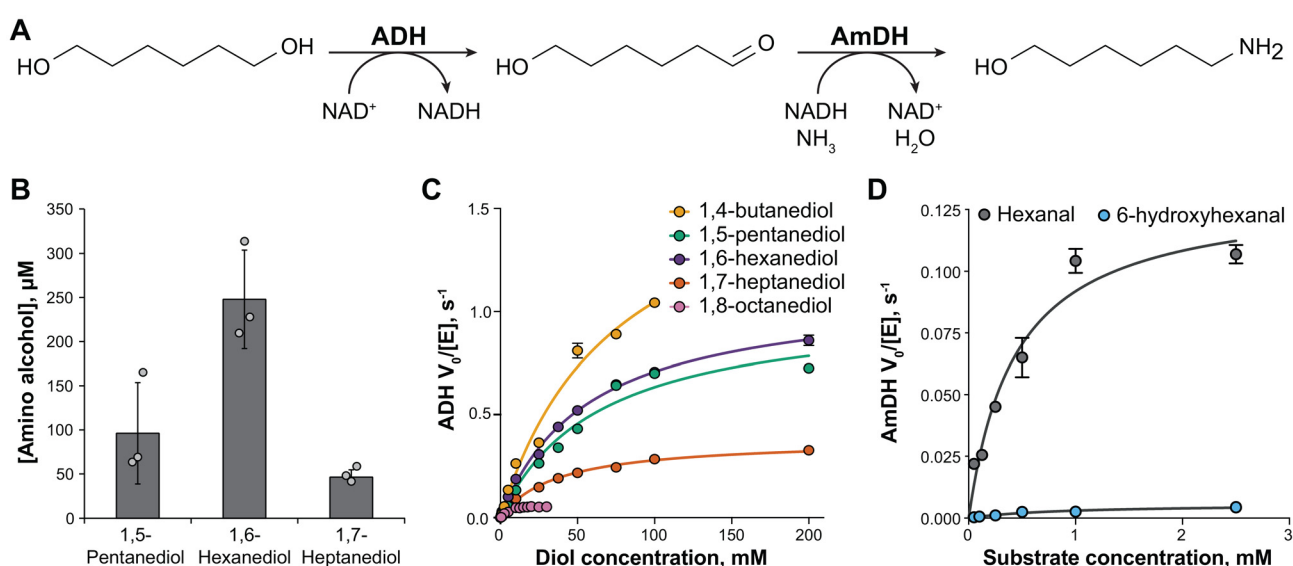 A
HO
OH
ADH
NAD⁺
NADH
HO
O
AmDH
NADH
NH₃
NAD⁺
H₂O
HO
NH2
B
[Amino alcohol], µM
350
300
250
200
150
100
50
0
1,5-
Pentanediol
1,6-
Hexanediol
1,7-
Heptanediol
C
ADH V₀/[E], s⁻¹
1.5
1.0
0.5
0.0
1,4-butanediol
1,5-pentanediol
1,6-hexanediol
1,7-heptanediol
1,8-octanediol
0
50
100
150
200
Diol concentration, mM
D
AmDH V₀/[E], s⁻¹
0.125
0.100
0.075
0.050
0.025
0.000
Hexanal
6-hydroxyhexanal
0
1
2
3
Substrate concentration, mM